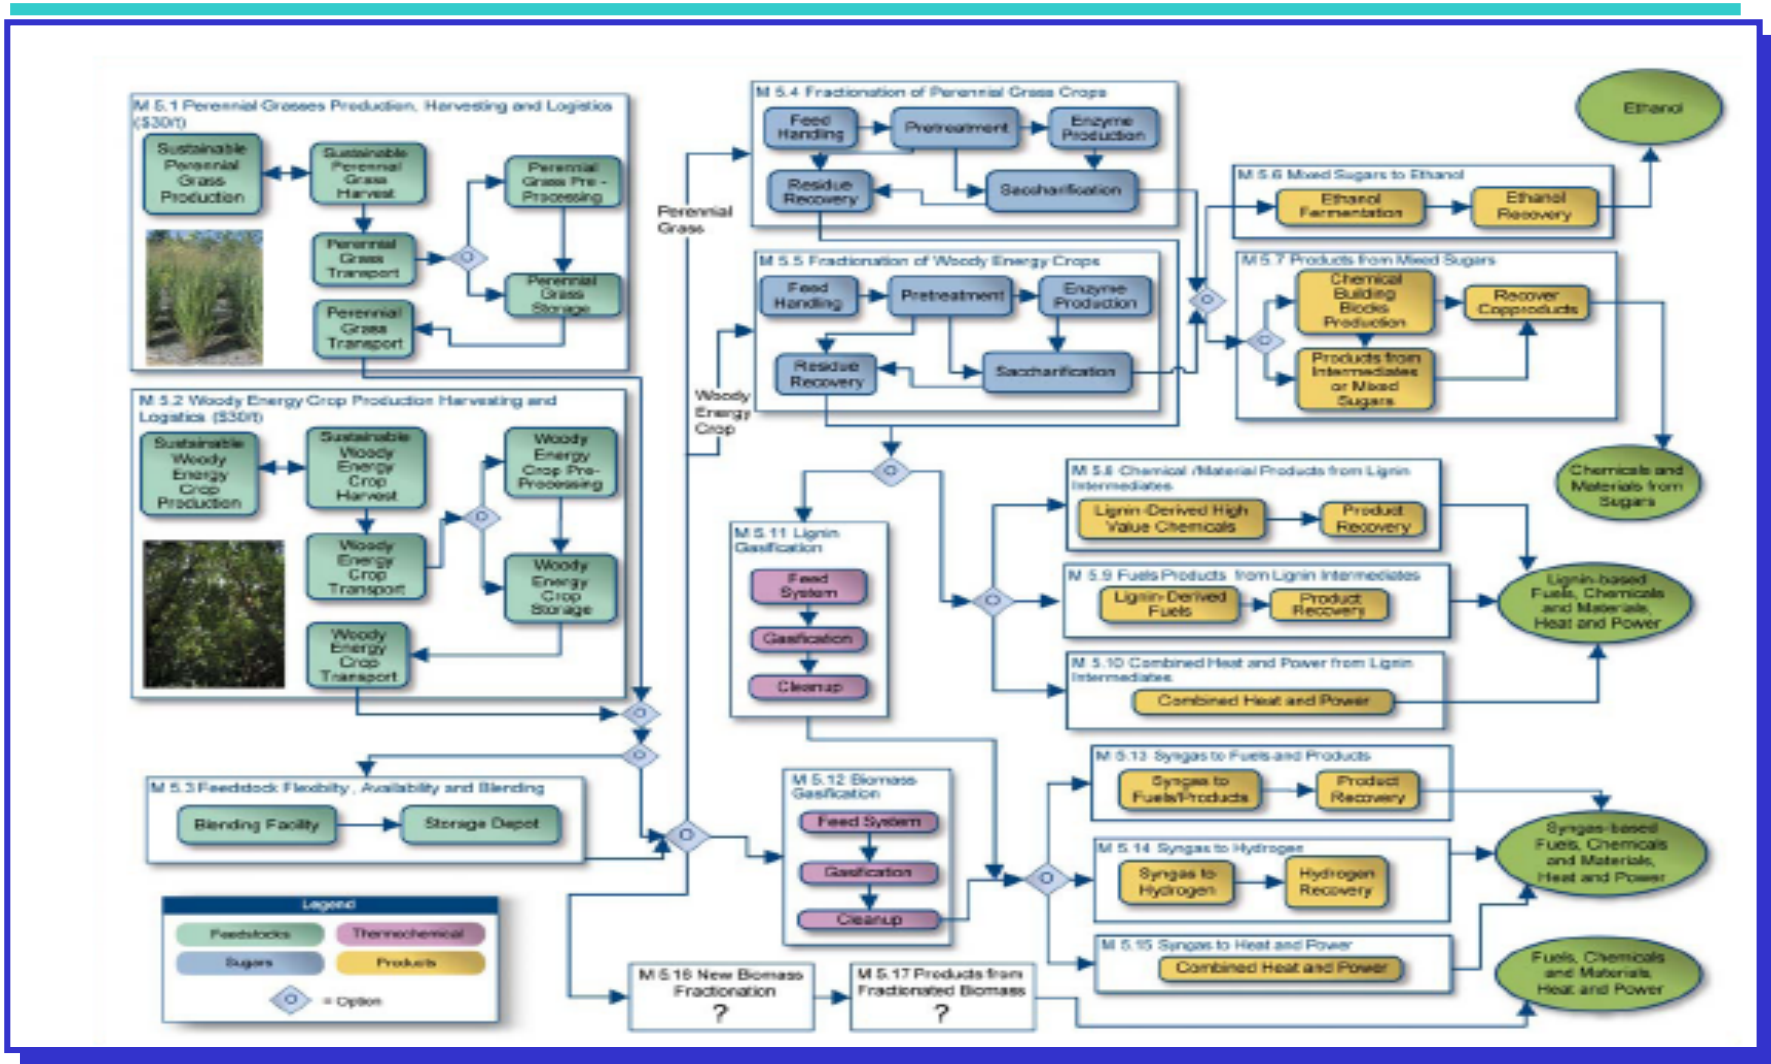 M 5.1 Perennial Grasses Production, Harvesting and Logistics
($30/t)
Sustainable
Perennial
Grass
Production
Sustainable
Perennial
Grass
Harvest
Perennial
Grass Pre -
Processing
Perennial
Grass
Transport
Perennial
Grass
Storage
Perennial
Grass
Transport
M 5.2 Woody Energy Crop Production Harvesting and
Logistics ($30/t)
Sustainable
Woody
Energy
Crop
Production
Sustainable
Woody
Energy
Crop
Harvest
Woody
Energy
Crop Pre-
Processing
Woody
Energy
Crop
Transport
Woody
Energy
Crop
Storage
Woody
Energy
Crop
Transport
M 5.3 Feedstock Flexibilty, Availability and Blending
Blending Facility
Storage Depot
Legend
Feedstocks
Thermochemical
Sugars
Products
O
= Option
Perennial
Grass
Woody
Energy
Crop
M 5.4 Fractionation of Perennial Grass Crops
Feed
Handling
Pretreatment
Enzyme
Production
Residue
Recovery
Saccharification
M 5.5 Fractionation of Woody Energy Crops
Feed
Handling
Pretreatment
Enzyme
Production
Residue
Recovery
Saccharification
M 5.6 Mixed Sugars to Ethanol
Ethanol
Fermentation
Ethanol
Recovery
Ethanol
M 5.7 Products from Mixed Sugars
Chemical
Building
Blocks
Production
Recover
Copproducts
Products from
Intermediates
or Mixed
Sugars
Chemicals and
Materials from
Sugars
M 5.8 Chemical /Material Products from Lignin
Intermediates
Lignin-Derived High
Value Chemicals
Product
Recovery
M 5.9 Fuels Products from Lignin Intermediates
Lignin-Derived
Fuels
Product
Recovery
M 5.10 Combined Heat and Power from Lignin
Intermediates
Combined Heat and Power
Lignin-based
Fuels, Chemicals
and Materials,
Heat and Power
M 5.11 Lignin
Gasification
Feed
System
Gasification
Cleanup
M 5.12 Biomass
Gasification
Feed System
Gasification
Cleanup
M 5.13 Syngas to Fuels and Products
Syngas to
Fuels/Products
Product
Recovery
M 5.14 Syngas to Hydrogen
Syngas to
Hydrogen
Hydrogen
Recovery
M 5.15 Syngas to Heat and Power
Combined Heat and Power
Syngas-based
Fuels, Chemicals
and Materials,
Heat and Power
M 5.16 New Biomass
Fractionation
?
M 5.17 Products from
Fractionated Biomass
?
Fuels, Chemicals
and Materials,
Heat and Power